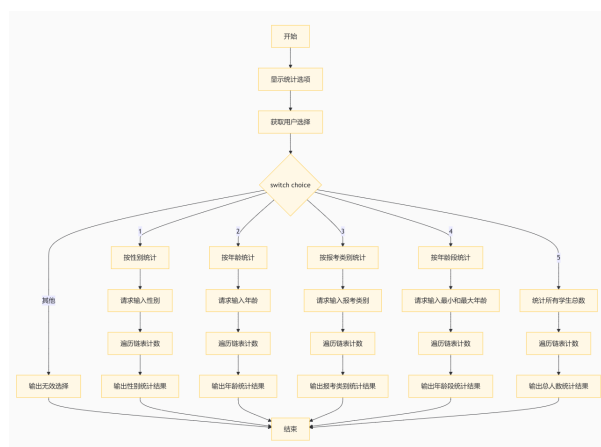 开始
显示统计选项
获取用户选择
switch choice
1
2
3
4
5
其他
按性别统计
按年龄统计
按报考类别统计
按年龄段统计
请求输入性别
请求输入年龄
请求输入报考类别
请求输入最小和最大年龄
统计所有学生总数
遍历链表计数
遍历链表计数
遍历链表计数
遍历链表计数
遍历链表计数
输出无效选择
输出性别统计结果
输出年龄统计结果
输出报考类别统计结果
输出年龄段统计结果
输出总人数统计结果
结束